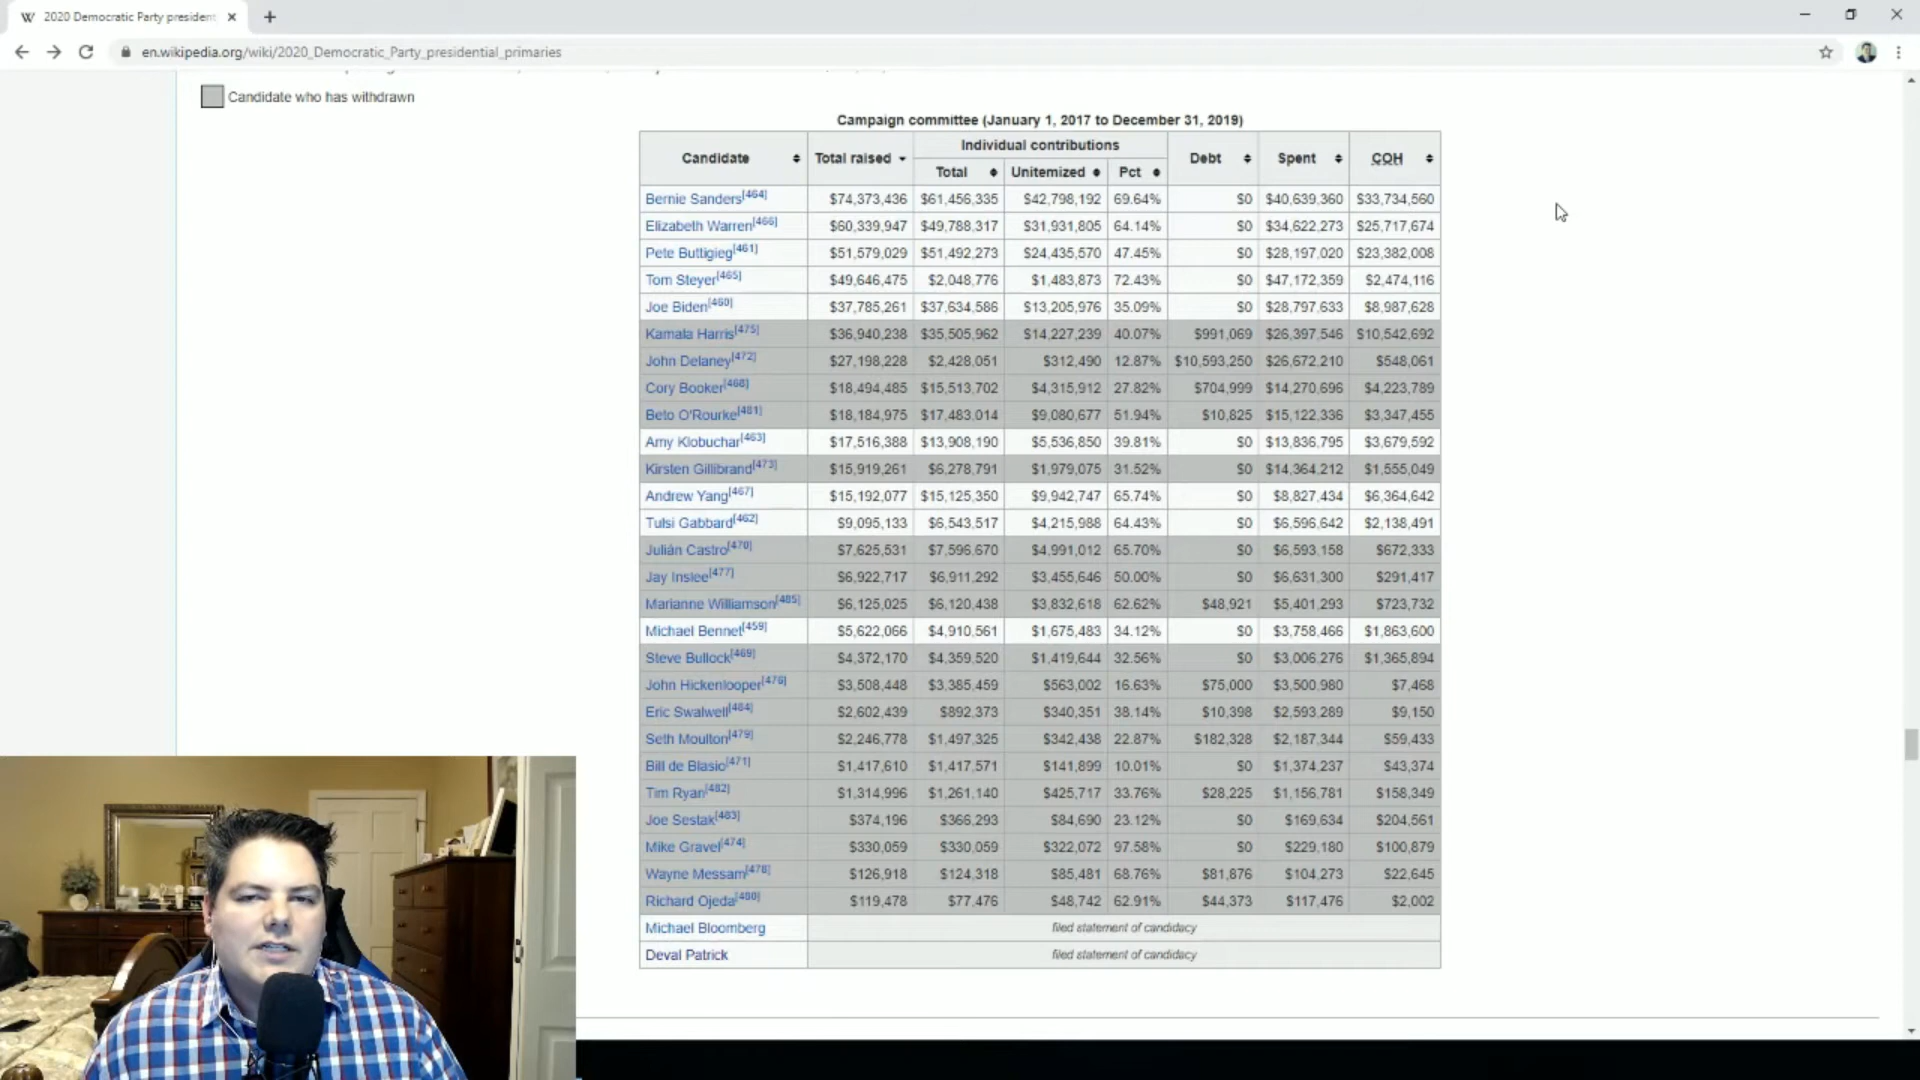 2020 Democratic Party president
en.wikipedia.org/wiki/2020_Democratic_Party_presidential_primaries
Candidate who has withdrawn
Campaign committee (January 1, 2017 to December 31, 2019)
Candidate Total raised Individual contributions Debt Spent COH
Total Unitemized Pct
Bernie Sanders[464] $74,373,436 $61,456,335 $42,798,192 69.64% $0 $40,639,360 $33,734,560
Elizabeth Warren[466] $60,339,947 $49,788,317 $31,931,805 64.14% $0 $34,622,273 $25,717,674
Pete Buttigieg[461] $51,579,029 $51,492,273 $24,435,570 47.45% $0 $28,197,020 $23,382,008
Tom Steyer[465] $49,646,475 $2,048,776 $1,483,873 72.43% $0 $47,172,359 $2,474,116
Joe Biden[460] $37,785,261 $37,634,586 $13,205,976 35.09% $0 $28,797,633 $8,987,628
Kamala Harris[475] $36,940,238 $35,505,962 $14,227,239 40.07% $991,069 $26,397,546 $10,542,692
John Delaney[472] $27,198,228 $2,428,051 $312,490 12.87% $10,593,250 $26,672,210 $548,061
Cory Booker[468] $18,494,485 $15,513,702 $4,315,912 27.82% $704,999 $14,270,696 $4,223,789
Beto O'Rourke[481] $18,184,975 $17,483,014 $9,080,677 51.94% $10,825 $15,122,336 $3,347,455
Amy Klobuchar[463] $17,516,388 $13,908,190 $5,536,850 39.81% $0 $13,836,795 $3,679,592
Kirsten Gillibrand[473] $15,919,261 $6,278,791 $1,979,075 31.52% $0 $14,364,212 $1,555,049
Andrew Yang[467] $15,192,077 $15,125,350 $9,942,747 65.74% $0 $8,827,434 $6,364,642
Tulsi Gabbard[462] $9,095,133 $6,543,517 $4,215,988 64.43% $0 $6,596,642 $2,138,491
Julián Castro[470] $7,625,531 $7,596,670 $4,991,012 65.70% $0 $6,593,158 $672,333
Jay Inslee[477] $6,922,717 $6,911,292 $3,455,646 50.00% $0 $6,631,300 $291,417
Marianne Williamson[485] $6,125,025 $6,120,438 $3,832,618 62.62% $48,921 $5,401,293 $723,732
Michael Bennet[459] $5,622,066 $4,910,561 $1,675,483 34.12% $0 $3,758,466 $1,863,600
Steve Bullock[469] $4,372,170 $4,359,520 $1,419,644 32.56% $0 $3,006,276 $1,365,894
John Hickenlooper[476] $3,508,448 $3,385,459 $563,002 16.63% $75,000 $3,500,980 $7,468
Eric Swalwell[484] $2,602,439 $892,373 $340,351 38.14% $10,398 $2,593,289 $9,150
Seth Moulton[479] $2,246,778 $1,497,325 $342,438 22.87% $182,328 $2,187,344 $59,433
Bill de Blasio[471] $1,417,610 $1,417,571 $141,899 10.01% $0 $1,374,237 $43,374
Tim Ryan[482] $1,314,996 $1,261,140 $425,717 33.76% $28,225 $1,156,781 $158,349
Joe Sestak[483] $374,196 $366,293 $84,690 23.12% $0 $169,634 $204,561
Mike Gravel[474] $330,059 $330,059 $322,072 97.58% $0 $229,180 $100,879
Wayne Messam[478] $126,918 $124,318 $85,481 68.76% $81,876 $104,273 $22,645
Richard Ojeda[480] $119,478 $77,476 $48,742 62.91% $44,373 $117,476 $2,002
Michael Bloomberg filed statement of candidacy
Deval Patrick filed statement of candidacy